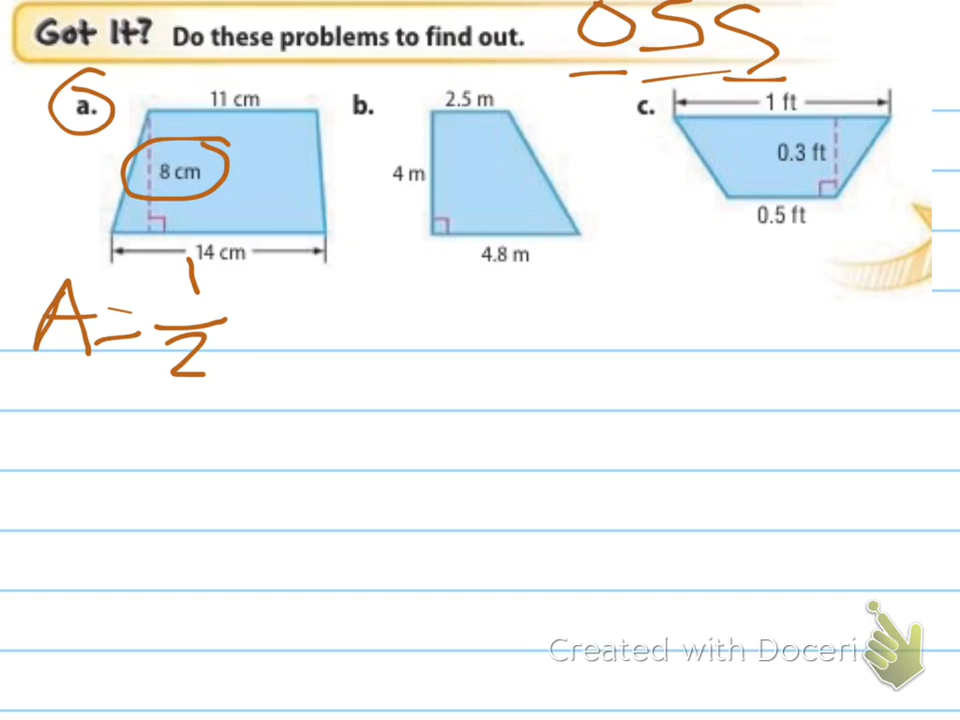 Got It? Do these problems to find out. OSS
a. 11 cm b. 2.5 m c. 1 ft
8 cm 4 m 0.3 ft
14 cm 4.8 m 0.5 ft
A = 1/2
Created with Doceri